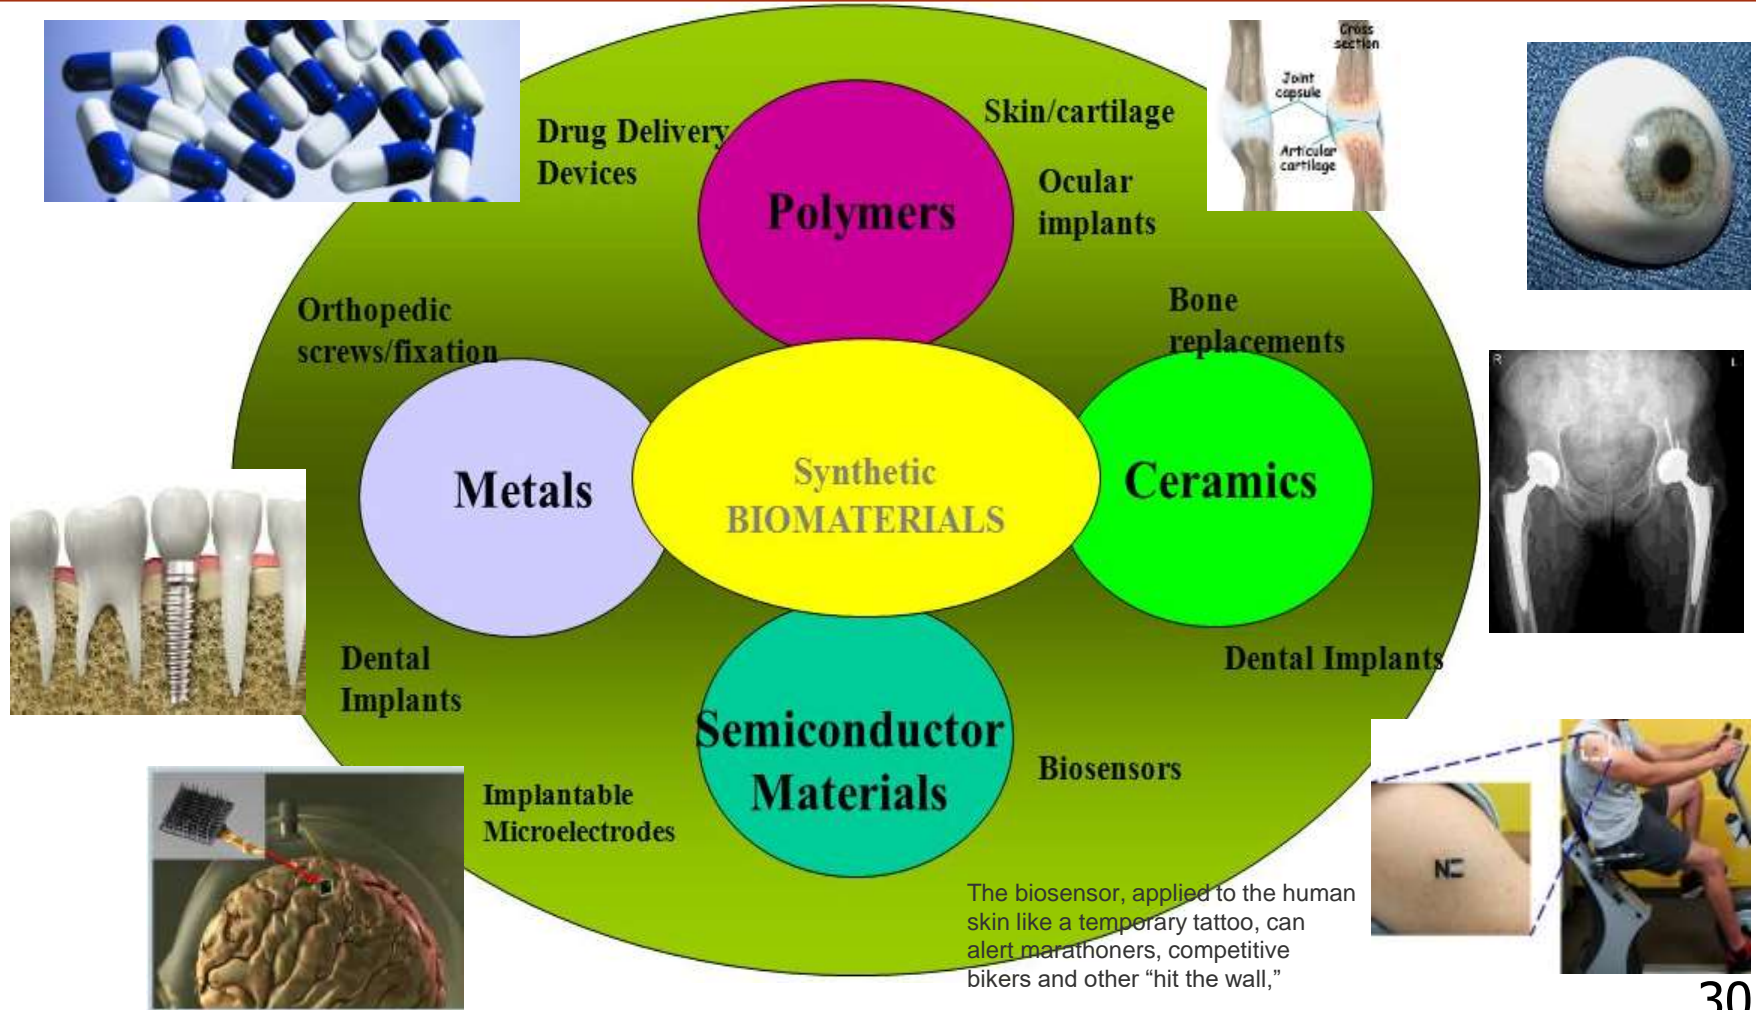 Cross
section
Joint
capsule
Articular
cartilage
Drug Delivery
Devices
Skin/cartilage
Ocular
implants
Polymers
Orthopedic
screws/fixation
Bone
replacements
R
L
Metals
Synthetic
BIOMATERIALS
Ceramics
Dental
Implants
Dental Implants
Semiconductor
Materials
Implantable
Microelectrodes
Biosensors
The biosensor, applied to the human
skin like a temporary tattoo, can
alert marathoners, competitive
bikers and other “hit the wall,”
30